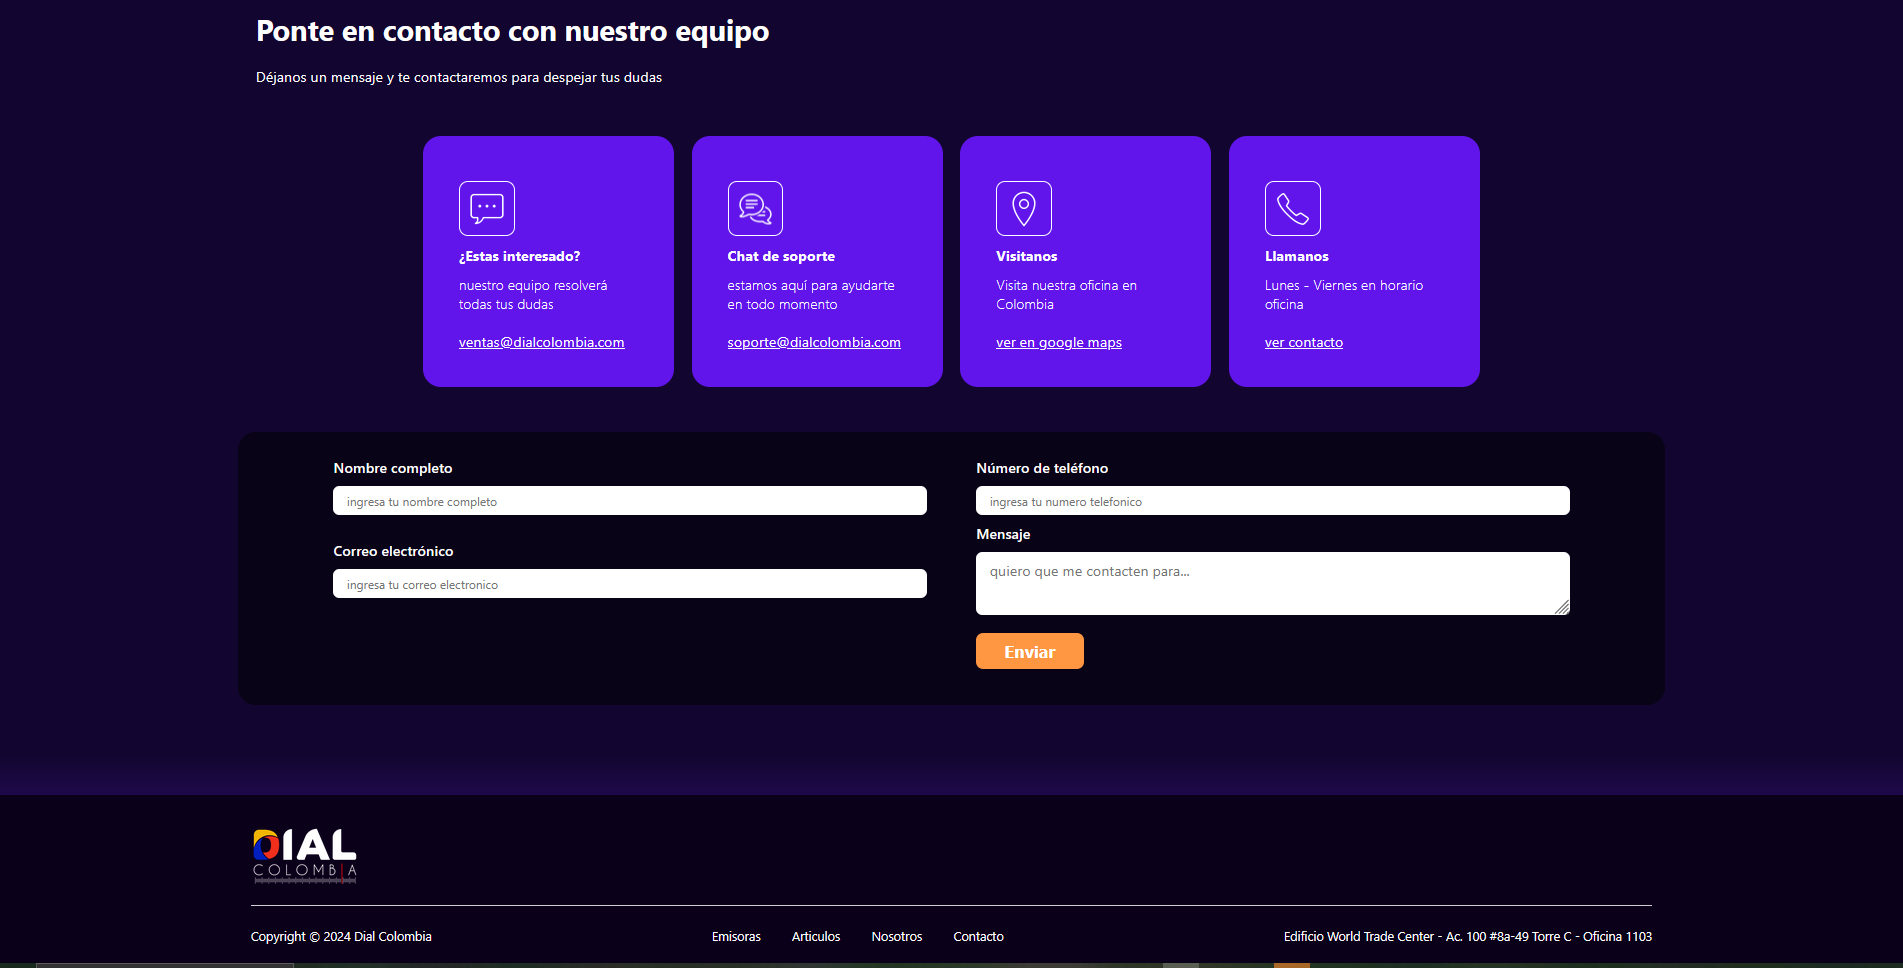 Ponte en contacto con nuestro equipo
Déjanos un mensaje y te contactaremos para despejar tus dudas
¿Estas interesado?
nuestro equipo resolverá
todas tus dudas
ventas@dialcolombia.com
Chat de soporte
estamos aquí para ayudarte
en todo momento
soporte@dialcolombia.com
Visitanos
Visita nuestra oficina en
Colombia
ver en google maps
Llamanos
Lunes - Viernes en horario
oficina
ver contacto
Nombre completo
ingresa tu nombre completo
Correo electrónico
ingresa tu correo electronico
Número de teléfono
ingresa tu numero telefonico
Mensaje
quiero que me contacten para...
Enviar
DIAL
COLOMBIA
Copyright © 2024 Dial Colombia
Emisoras Articulos Nosotros Contacto
Edificio World Trade Center - Ac. 100 #8a-49 Torre C - Oficina 1103